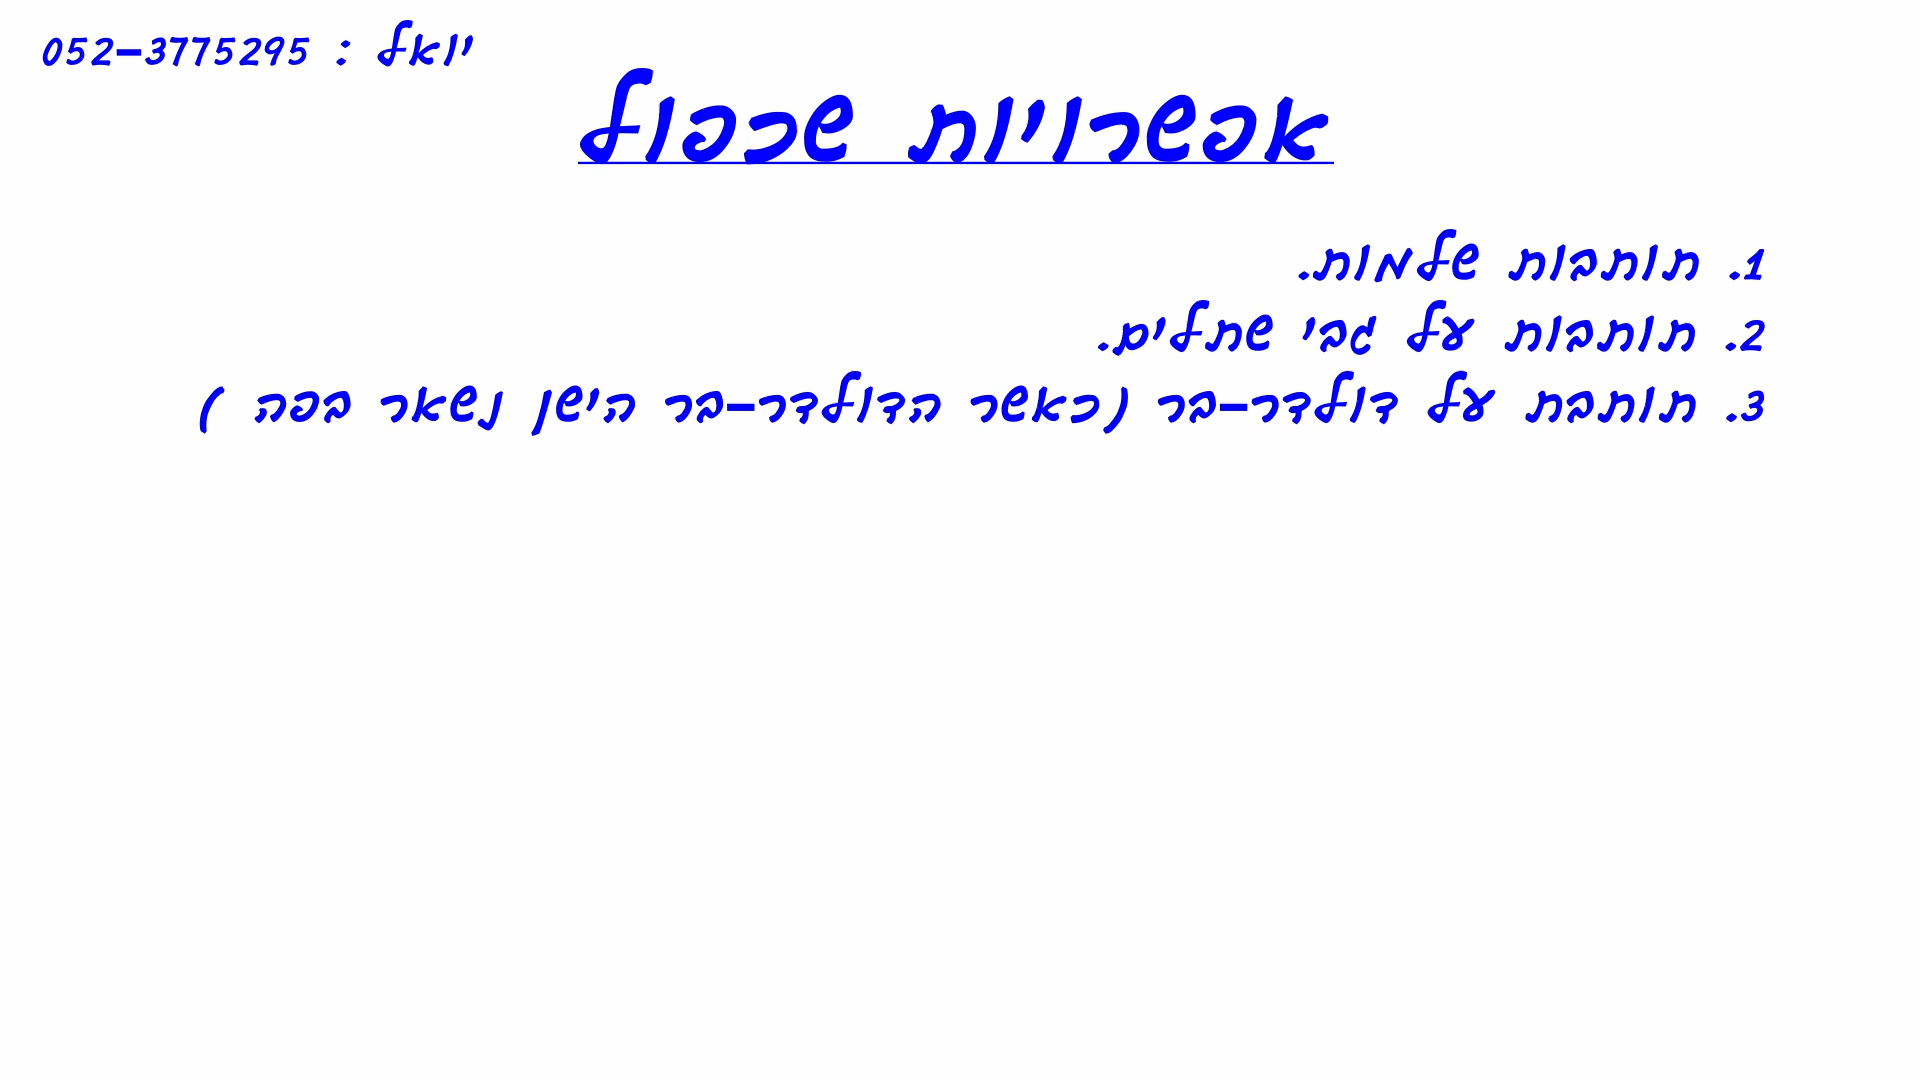 יואל : 052-3775295
אפשרויות שכפול
1. תותבות שלמות.
2. תותבות על גבי שתלים.
3. תותבת על דולדר-בר (כאשר הדולדר-בר הישן נשאר בפה )